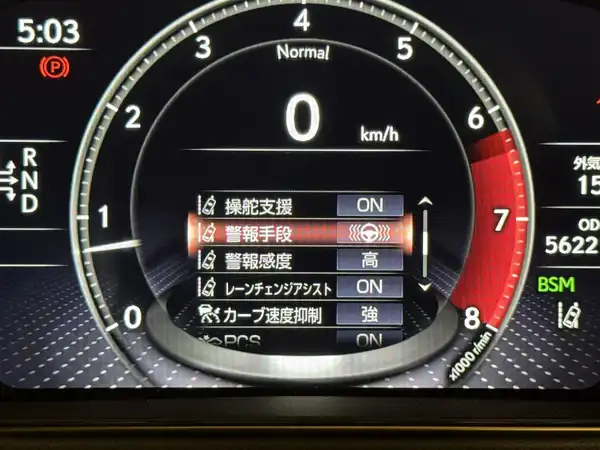 5:03
P
Normal
0
km/h
0
1
2
3
4
5
6
7
8
x1000 r/min
R
N
D
操舵支援 ON
警報手段
警報感度 高
レーンチェンジアシスト ON
カーブ速度抑制 強
PCS ON
外気
15
OD
5622
BSM